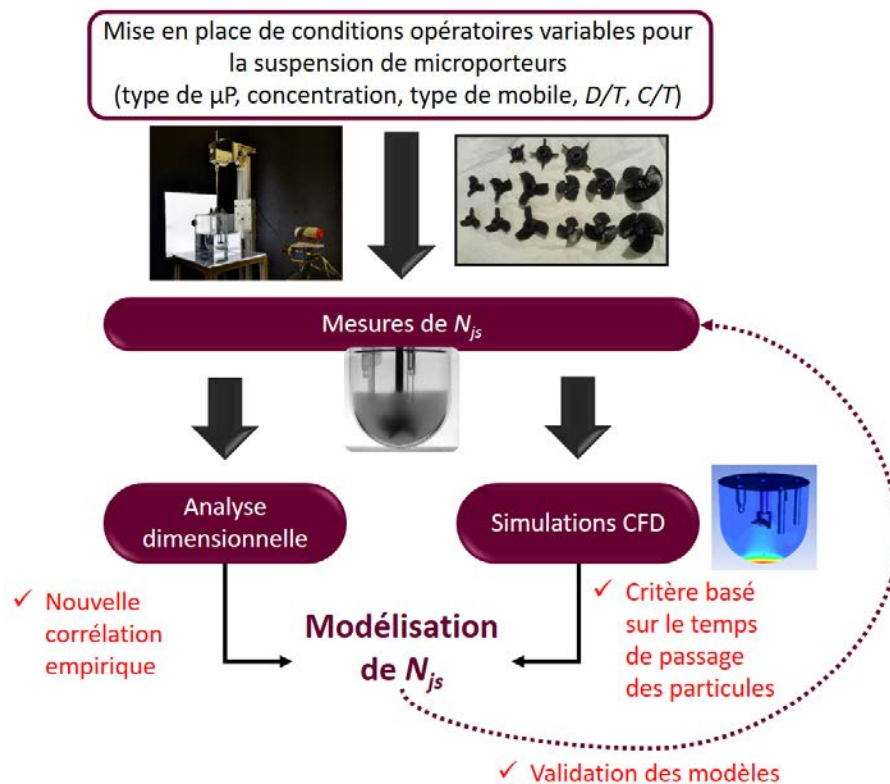 Mise en place de conditions opératoires variables pour
la suspension de microporteurs
(type de µP, concentration, type de mobile, D/T, C/T)
Mesures de Njs
Analyse
dimensionnelle
Simulations CFD
✓ Nouvelle
corrélation
empirique
Modélisation
de Njs
✓ Critère basé
sur le temps
de passage
des particules
✓ Validation des modèles